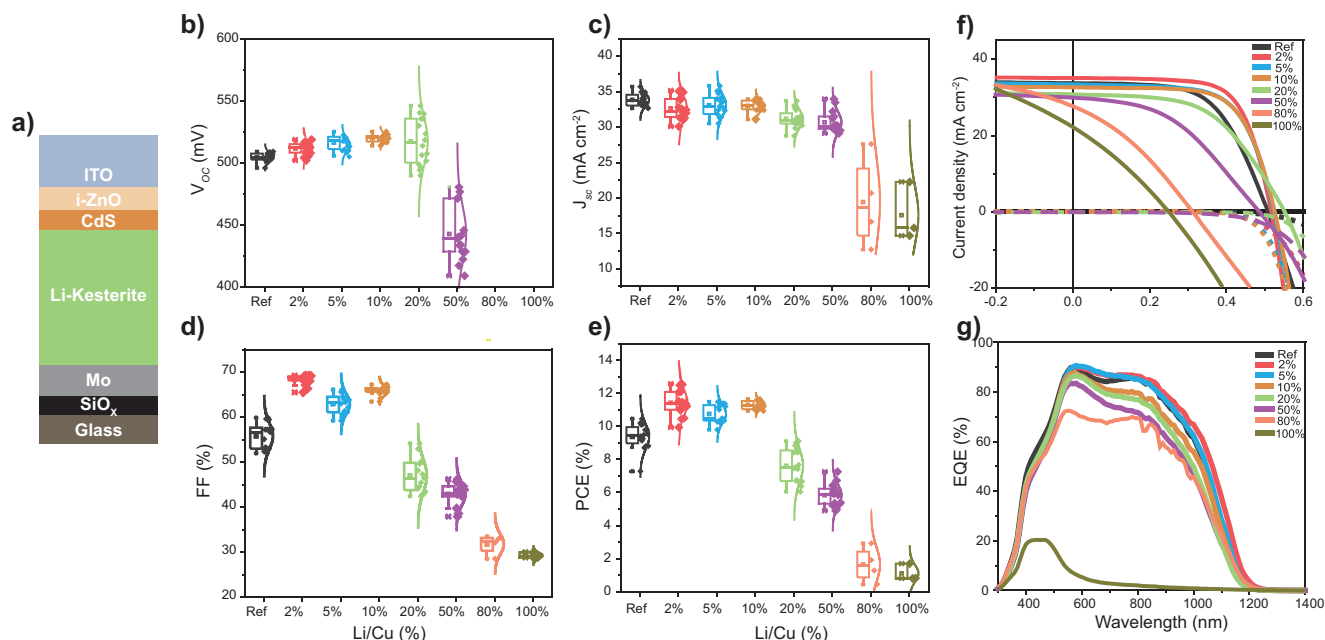 a)
ITO
i-ZnO
CdS
Li-Kesterite
Mo
SiOₓ
Glass
b)
V_OC (mV)
600
550
500
450
400
Ref 2% 5% 10% 20% 50% 80% 100%
c)
J_sc (mA cm⁻²)
40
35
30
25
20
15
10
Ref 2% 5% 10% 20% 50% 80% 100%
d)
FF (%)
70
60
50
40
30
20
Ref 2% 5% 10% 20% 50% 80% 100%
Li/Cu (%)
e)
PCE (%)
14
12
10
8
6
4
2
0
Ref 2% 5% 10% 20% 50% 80% 100%
Li/Cu (%)
f)
Current density (mA cm⁻²)
40
20
0
-20
-0.2 0.0 0.2 0.4 0.6
Ref
2%
5%
10%
20%
50%
80%
100%
g)
EQE (%)
100
80
60
40
20
0
400 600 800 1000 1200 1400
Wavelength (nm)
Ref
2%
5%
10%
20%
50%
80%
100%